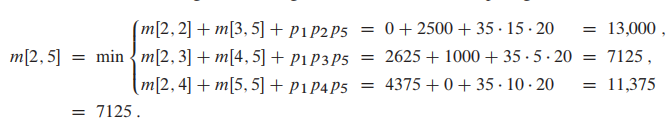 m[2, 2] + m[3, 5] + p₁p₂p₅ = 0 + 2500 + 35 · 15 · 20 = 13,000 ,
m[2, 5] = min { m[2, 3] + m[4, 5] + p₁p₃p₅ = 2625 + 1000 + 35 · 5 · 20 = 7125 ,
m[2, 4] + m[5, 5] + p₁p₄p₅ = 4375 + 0 + 35 · 10 · 20 = 11,375
= 7125 .